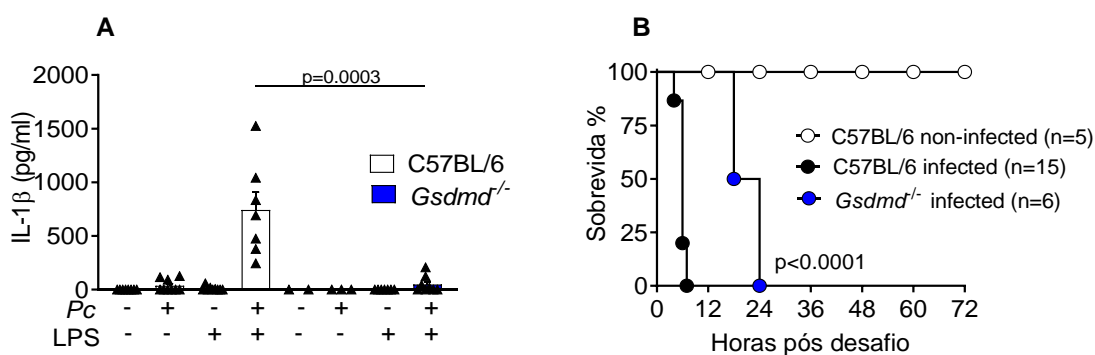 A
2000
1500
1000
500
0
IL-1β (pg/ml)
p=0.0003
C57BL/6
Gsdmd-/-
Pc - + - + - + - +
LPS - - + + - - + +
B
100
75
50
25
0
Sobrevida %
C57BL/6 non-infected (n=5)
C57BL/6 infected (n=15)
Gsdmd-/- infected (n=6)
p<0.0001
0 12 24 36 48 60 72
Horas pós desafio